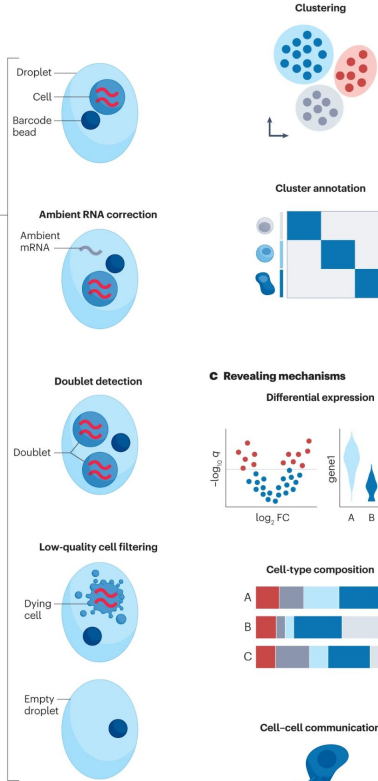 Droplet
Cell
Barcode
bead
Ambient RNA correction
Ambient
mRNA
Doublet detection
Doublet
Low-quality cell filtering
Dying
cell
Empty
droplet
Clustering
Cluster annotation
C Revealing mechanisms
Differential expression
–log10 q
log2 FC
gene1
A B
Cell-type composition
A
B
C
Cell–cell communication